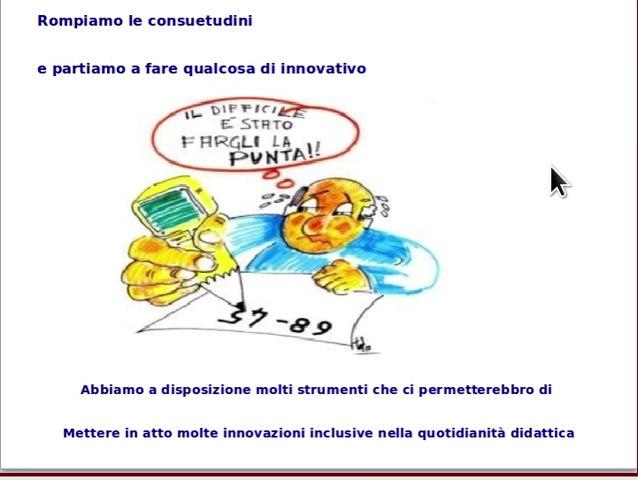 Rompiamo le consuetudini
e partiamo a fare qualcosa di innovativo
IL DIFFICILE
È STATO
FARGLI LA
PUNTA!!
57-89
Abbiamo a disposizione molti strumenti che ci permetterebbro di
Mettere in atto molte innovazioni inclusive nella quotidianità didattica